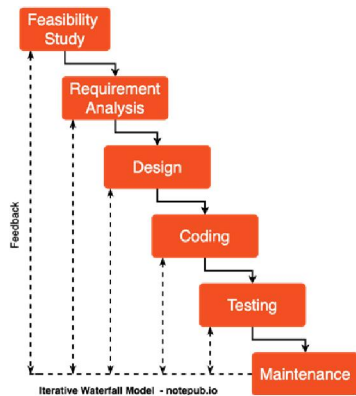 Feasibility
Study
Requirement
Analysis
Design
Coding
Testing
Maintenance
Feedback
Iterative Waterfall Model - notepub.io